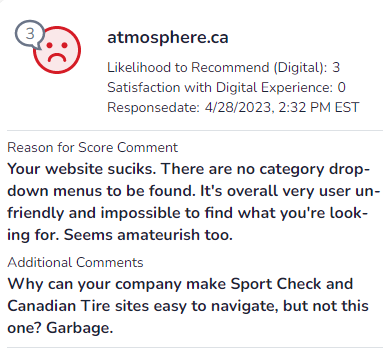 3
atmosphere.ca
Likelihood to Recommend (Digital): 3
Satisfaction with Digital Experience: 0
Responsedate: 4/28/2023, 2:32 PM EST
Reason for Score Comment
Your website suciks. There are no category drop-
down menus to be found. It's overall very user un-
friendly and impossible to find what you're look-
ing for. Seems amateurish too.
Additional Comments
Why can your company make Sport Check and
Canadian Tire sites easy to navigate, but not this
one? Garbage.